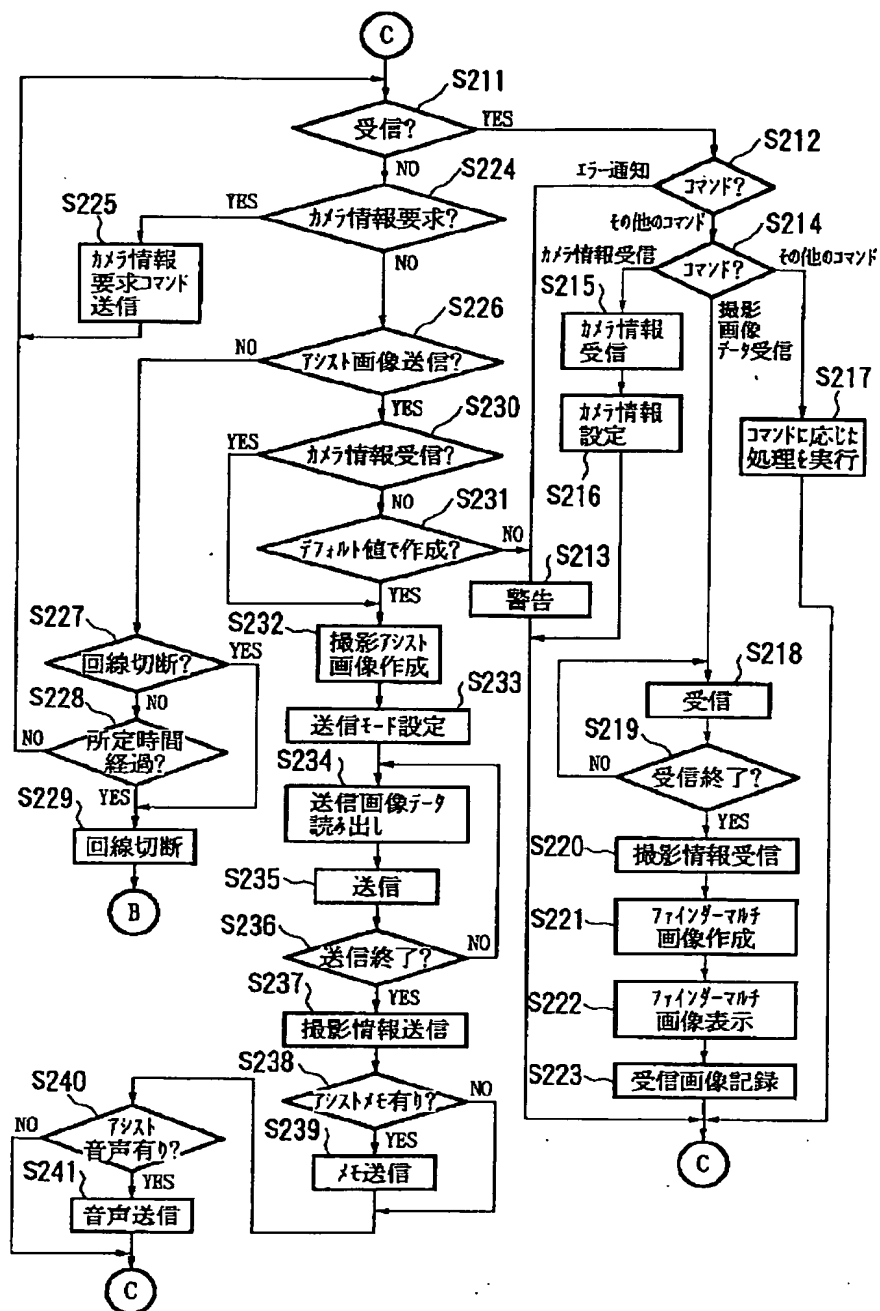 C
S211
受信?
YES
NO
S212
コマンド?
エラー通知
その他のコマンド
S224
カメラ情報要求?
YES
NO
S225
カメラ情報
要求コマンド
送信
S214
コマンド?
カメラ情報受信
その他のコマンド
撮影
画像
データ受信
S215
カメラ情報
受信
カメラ情報
設定
S216
S217
コマンドに応じた
処理を実行
S226
アシスト画像送信?
NO
YES
S230
カメラ情報受信?
YES
NO
S231
デフォルト値で作成?
NO
YES
S213
警告
S227
回線切断?
YES
NO
S228
所定時間
経過?
NO
YES
S229
回線切断
B
S232
撮影アシスト
画像作成
S233
送信モード設定
S234
送信画像データ
読み出し
S235
送信
S236
送信終了?
NO
YES
S237
撮影情報送信
S238
アシストメモ有り?
NO
YES
S239
メモ送信
S240
アシスト
音声有り?
NO
YES
S241
音声送信
C
S218
受信
S219
受信終了?
NO
YES
S220
撮影情報受信
S221
ファインダーマルチ
画像作成
S222
ファインダーマルチ
画像表示
S223
受信画像記録
C